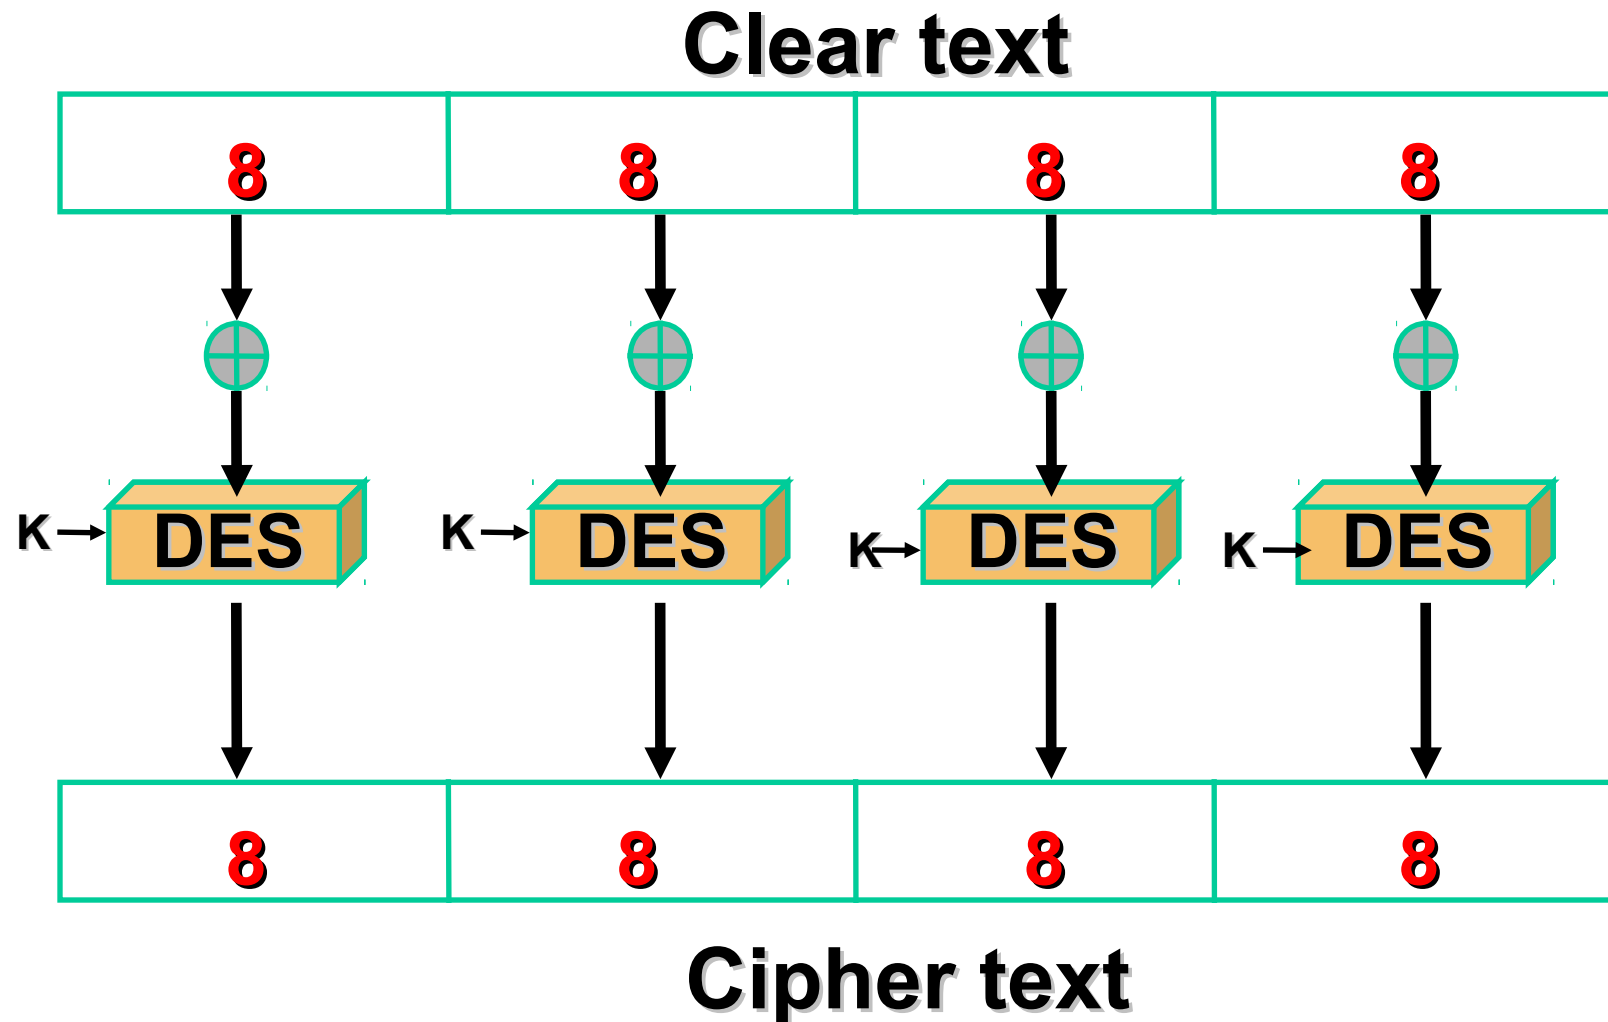 Clear text
8 8 8 8
K DES K DES K DES K DES
8 8 8 8
Cipher text